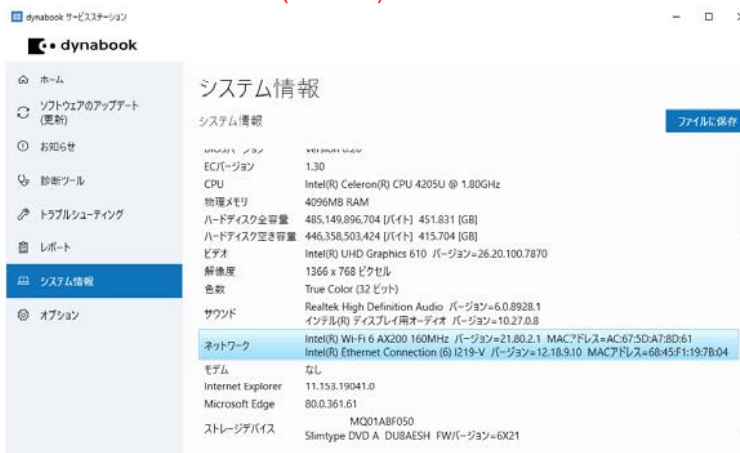 dynabook サービスステーション
dynabook
ホーム
ソフトウェアのアップデート
(更新)
お知らせ
診断ツール
トラブルシューティング
レポート
システム情報
オプション
システム情報
システム情報
ファイルに保存
ECバージョン 1.30
CPU Intel(R) Celeron(R) CPU 4205U @ 1.80GHz
物理メモリ 4096MB RAM
ハードディスク全容量 485,149,896,704 [バイト] 451.831 [GB]
ハードディスク空き容量 446,358,503,424 [バイト] 415.704 [GB]
ビデオ Intel(R) UHD Graphics 610 バージョン=26.20.100.7870
解像度 1366 x 768 ピクセル
色数 True Color (32 ビット)
サウンド Realtek High Definition Audio バージョン=6.0.8928.1
インテル(R) ディスプレイ用オーディオ バージョン=10.27.0.8
ネットワーク Intel(R) Wi-Fi 6 AX200 160MHz バージョン=21.80.2.1 MACアドレス=AC:67:5D:A7:8D:61
Intel(R) Ethernet Connection (6) I219-V バージョン=12.18.9.10 MACアドレス=68:45:F1:19:7B:04
モデム なし
Internet Explorer 11.153.19041.0
Microsoft Edge 80.0.361.61
ストレージデバイス MQ01ABF050
Slimtype DVD A DU8AESH FWバージョン=6X21